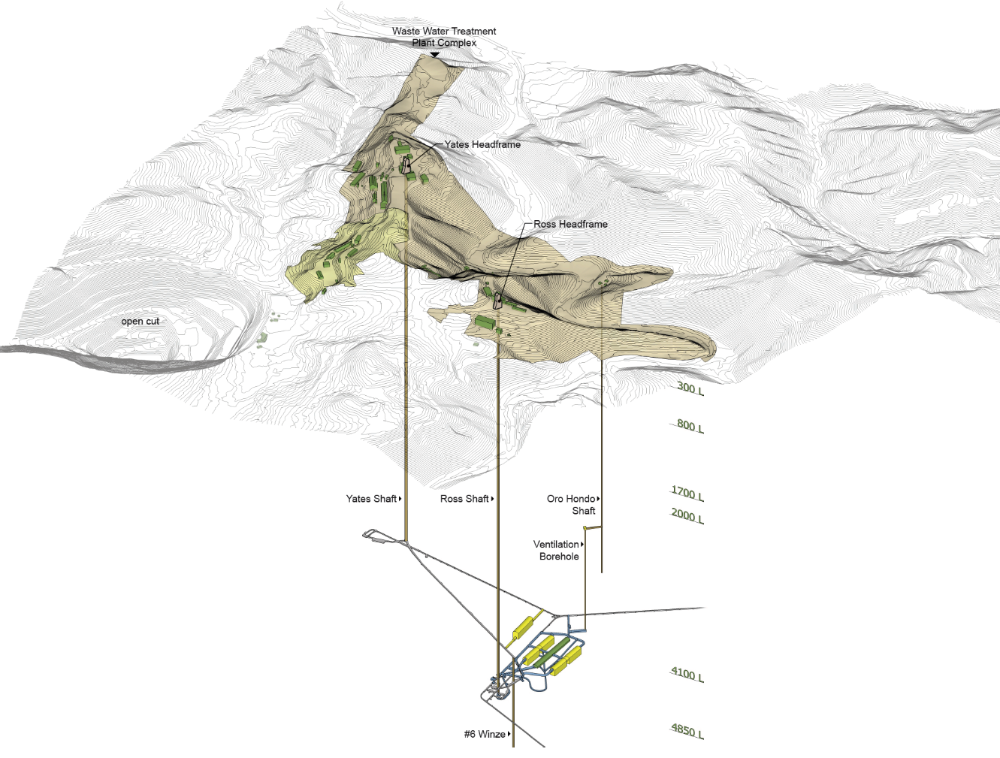 Waste Water Treatment
Plant Complex
Yates Headframe
Ross Headframe
open cut
300 L
800 L
1700 L
2000 L
Yates Shaft
Ross Shaft
Oro Hondo
Shaft
Ventilation
Borehole
4100 L
4850 L
#6 Winze